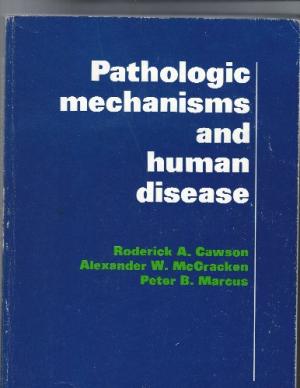 Pathologic
mechanisms
and
human
disease
Roderick A. Cawson
Alexander W. McCracken
Peter B. Marcus